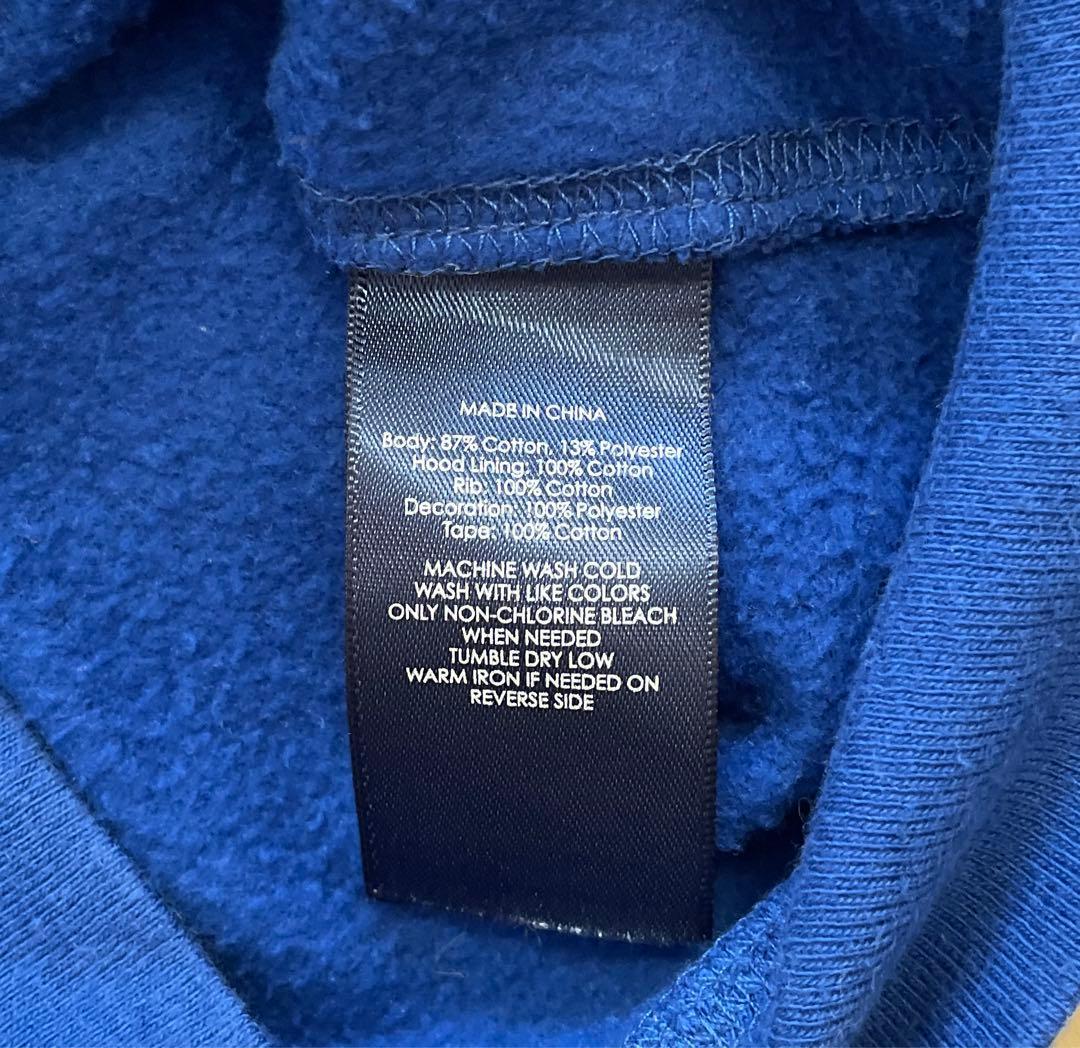 MADE IN CHINA
Body: 87% Cotton, 13% Polyester
Hood Lining: 100% Cotton
Rib: 100% Cotton
Decoration: 100% Polyester
Tape: 100% Cotton
MACHINE WASH COLD
WASH WITH LIKE COLORS
ONLY NON-CHLORINE BLEACH
WHEN NEEDED
TUMBLE DRY LOW
WARM IRON IF NEEDED ON
REVERSE SIDE